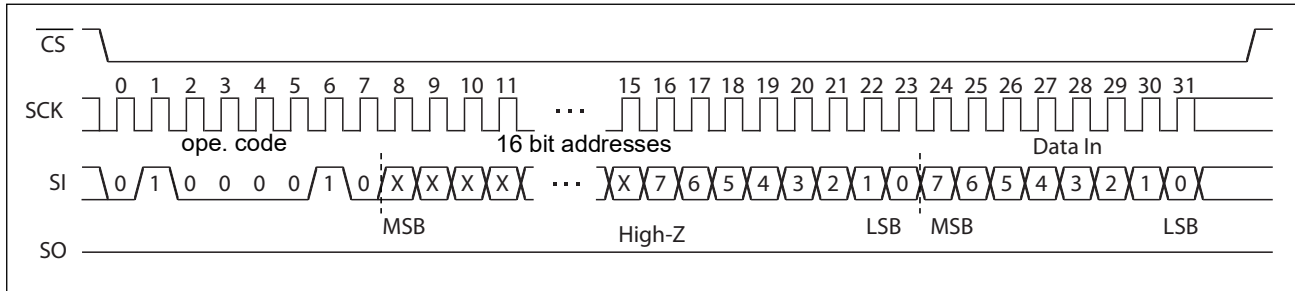 CS
0 1 2 3 4 5 6 7 8 9 10 11 15 16 17 18 19 20 21 22 23 24 25 26 27 28 29 30 31
SCK ···
ope. code 16 bit addresses Data In
SI 0 1 0 0 0 0 1 0 X X X X ··· X 7 6 5 4 3 2 1 0 7 6 5 4 3 2 1 0
MSB High-Z LSB MSB LSB
SO